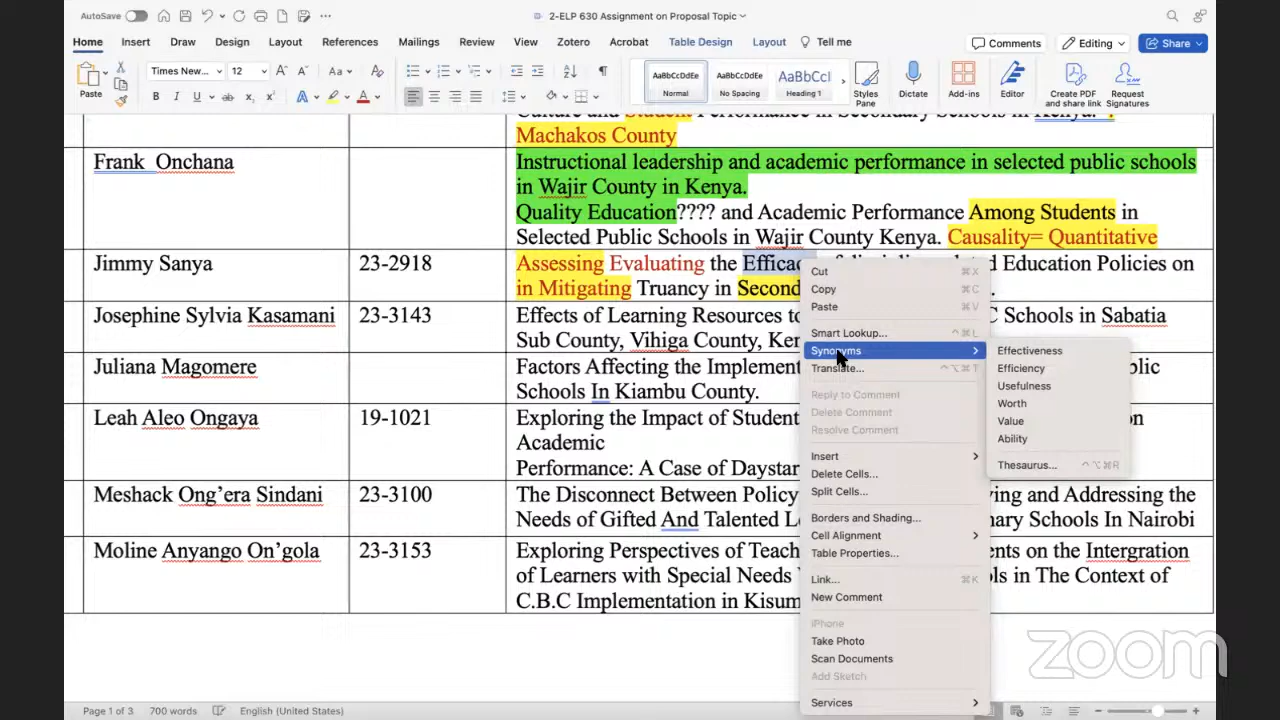 AutoSave
2-ELP 630 Assignment on Proposal Topic
Home Insert Draw Design Layout References Mailings Review View Zotero Acrobat Table Design Layout Tell me
Comments Editing Share
Paste
Times New... 12
AaBbCcDdEe AaBbCcDdEe AaBbCcI
Normal No Spacing Heading 1
Styles Pane
Dictate
Add-ins
Editor
Create PDF and share link
Request Signatures
Culture and Student Performance in Secondary Schools in Kenya.
Machakos County
Frank Onchana
Instructional leadership and academic performance in selected public schools
in Wajir County in Kenya.
Quality Education???? and Academic Performance Among Students in
Selected Public Schools in Wajir County Kenya. Causality= Quantitative
Jimmy Sanya 23-2918 Assessing Evaluating the Education Policies on
in Mitigating Truancy in
Josephine Sylvia Kasamani 23-3143 Effects of Learning Resources Schools in Sabatia
Sub County, Vihiga County,
Juliana Magomere Factors Affecting the
Schools In Kiambu County.
Leah Aleo Ongaya 19-1021 Exploring the Impact of
Academic
Performance: A Case of
Meshack Ong'era Sindani 23-3100 The Disconnect Between Policy and Addressing the
Needs of Gifted And Talented Schools In Nairobi
Moline Anyango On'gola 23-3153 Exploring Perspectives of on the Intergration
of Learners with Special Needs in The Context of
C.B.C Implementation in
Cut ⌘X
Copy ⌘C
Paste ⌘V
Smart Lookup... ^⌘L
Synonyms
Translate... ^⌥⌘T
Reply to Comment
Delete Comment
Resolve Comment
Insert
Delete Cells...
Split Cells...
Borders and Shading...
Cell Alignment
Table Properties...
Link... ⌘K
New Comment
iPhone
Take Photo
Scan Documents
Add Sketch
Services
Effectiveness
Efficiency
Usefulness
Worth
Value
Ability
Thesaurus... ^⌥⌘R
zoom
Page 1 of 3 700 words English (United States)